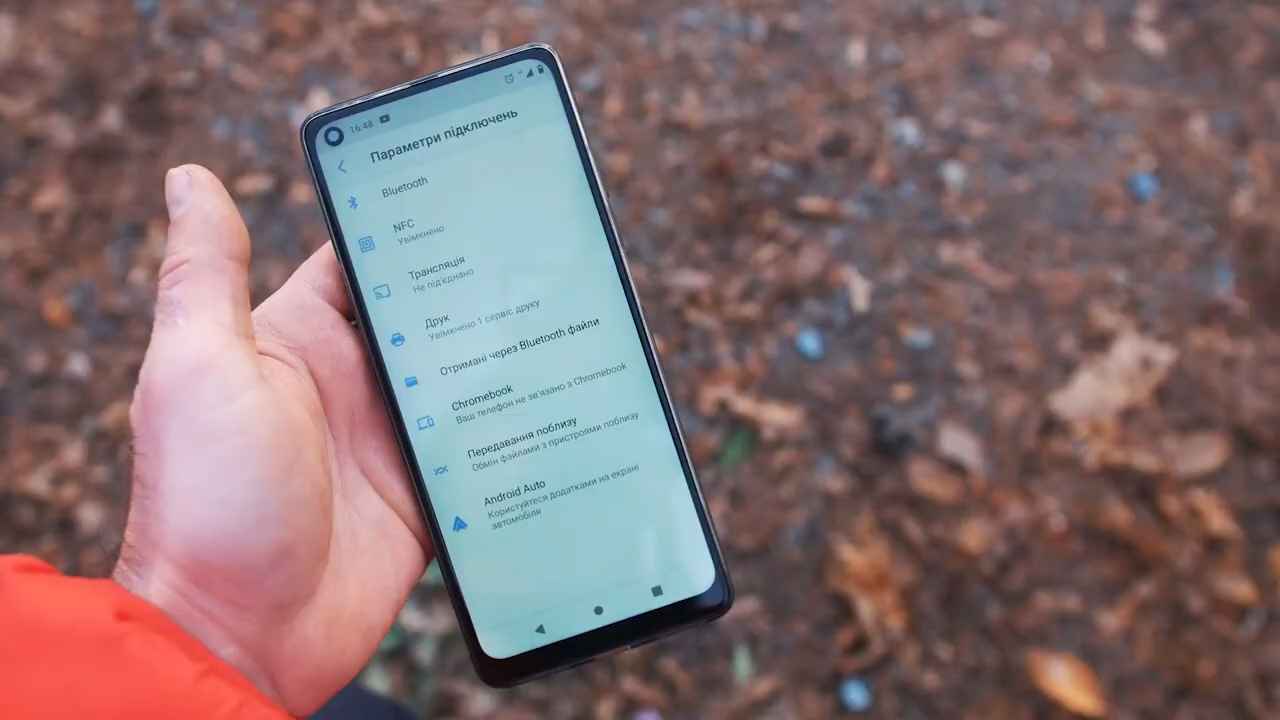 16:48
Параметри підключень
Bluetooth
NFC
Увімкнено
Трансляція
Не під'єднано
Друк
Увімкнено 1 сервіс друку
Отримані через Bluetooth файли
Chromebook
Ваш телефон не зв'язано з Chromebook
Передавання поблизу
Обмін файлами з пристроями поблизу
Android Auto
Користуйтеся додатками на екрані
автомобіля